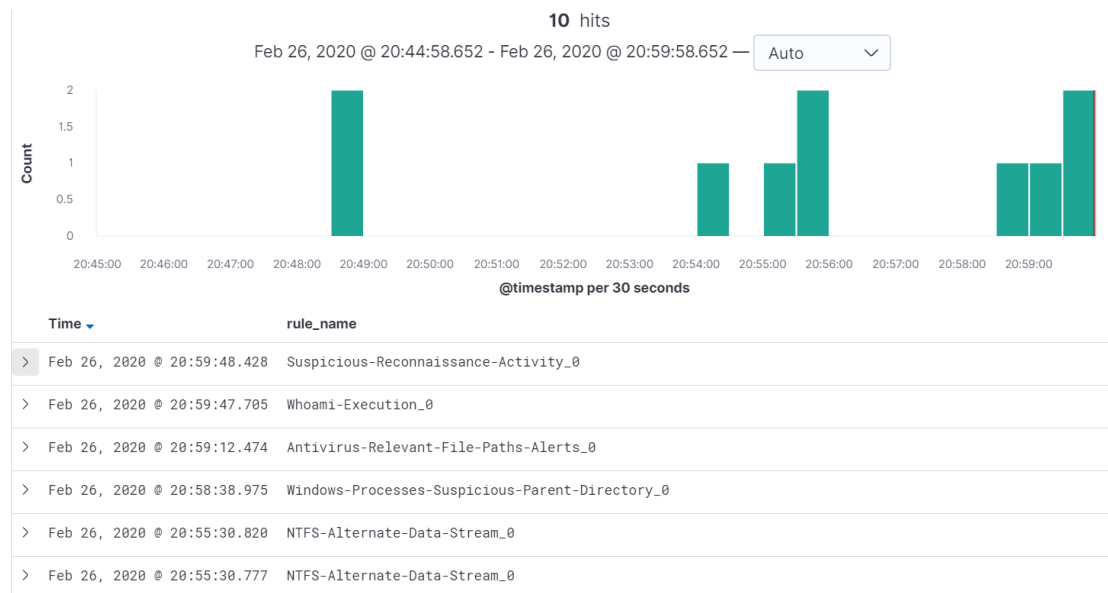 10 hits
Feb 26, 2020 @ 20:44:58.652 - Feb 26, 2020 @ 20:59:58.652 — Auto
2
1.5
1
0.5
0
Count
20:45:00 20:46:00 20:47:00 20:48:00 20:49:00 20:50:00 20:51:00 20:52:00 20:53:00 20:54:00 20:55:00 20:56:00 20:57:00 20:58:00 20:59:00
@timestamp per 30 seconds
Time rule_name
Feb 26, 2020 @ 20:59:48.428 Suspicious-Reconnaissance-Activity_0
Feb 26, 2020 @ 20:59:47.705 Whoami-Execution_0
Feb 26, 2020 @ 20:59:12.474 Antivirus-Relevant-File-Paths-Alerts_0
Feb 26, 2020 @ 20:58:38.975 Windows-Processes-Suspicious-Parent-Directory_0
Feb 26, 2020 @ 20:55:30.820 NTFS-Alternate-Data-Stream_0
Feb 26, 2020 @ 20:55:30.777 NTFS-Alternate-Data-Stream_0